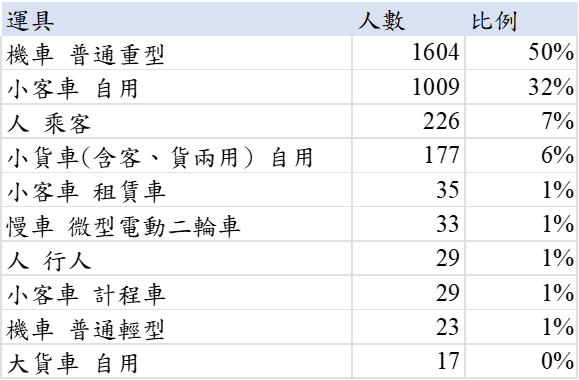 運具 人數 比例
機車 普通重型 1604 50%
小客車 自用 1009 32%
人 乘客 226 7%
小貨車(含客、貨兩用) 自用 177 6%
小客車 租賃車 35 1%
慢車 微型電動二輪車 33 1%
人 行人 29 1%
小客車 計程車 29 1%
機車 普通輕型 23 1%
大貨車 自用 17 0%